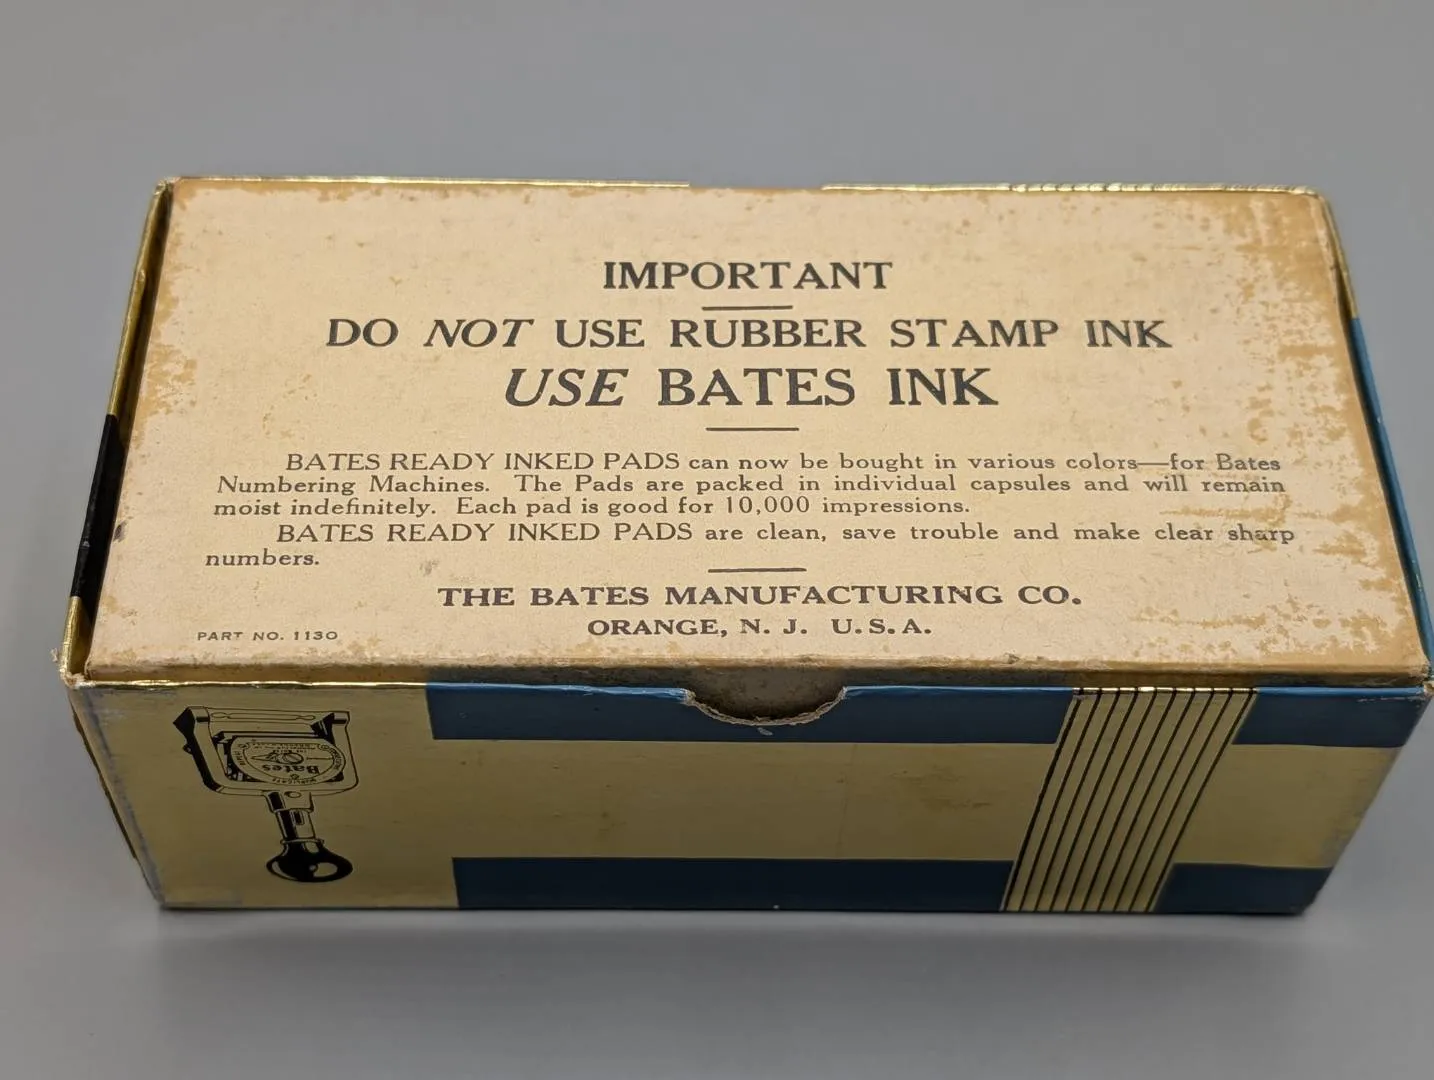 IMPORTANT
DO NOT USE RUBBER STAMP INK
USE BATES INK
BATES READY INKED PADS can now be bought in various colors—for Bates
Numbering Machines. The Pads are packed in individual capsules and will remain
moist indefinitely. Each pad is good for 10,000 impressions.
BATES READY INKED PADS are clean, save trouble and make clear sharp
numbers.
THE BATES MANUFACTURING CO.
ORANGE, N. J. U.S.A.
PART NO. 1130
Bates